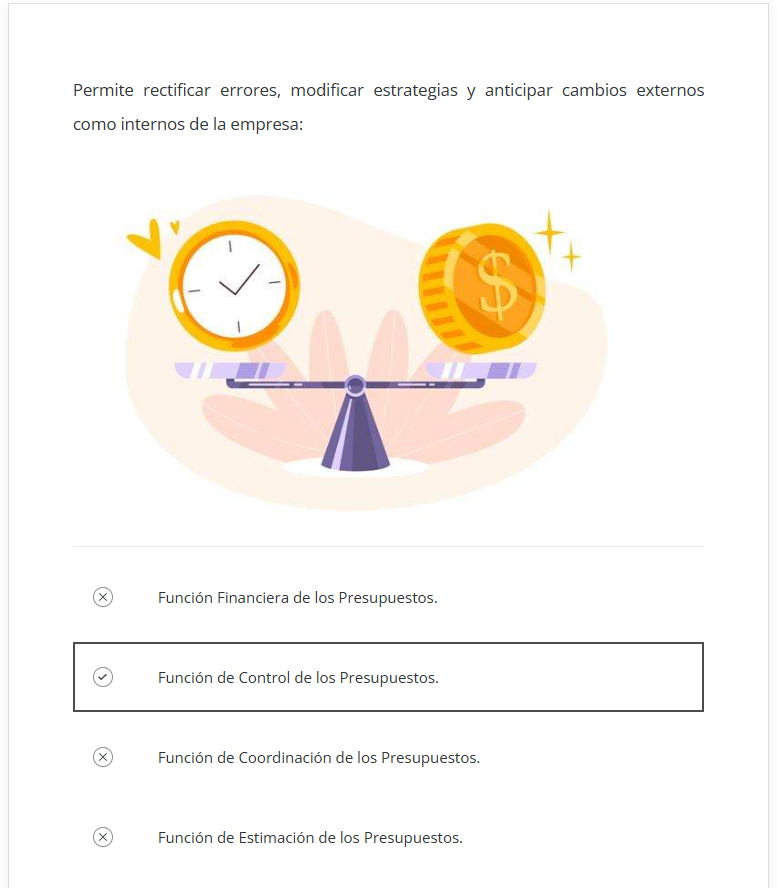 Permite rectificar errores, modificar estrategias y anticipar cambios externos
como internos de la empresa:
$
Función Financiera de los Presupuestos.
Función de Control de los Presupuestos.
Función de Coordinación de los Presupuestos.
Función de Estimación de los Presupuestos.